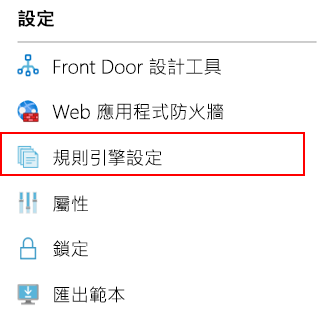 設定
Front Door 設計工具
Web 應用程式防火牆
規則引擎設定
屬性
鎖定
匯出範本